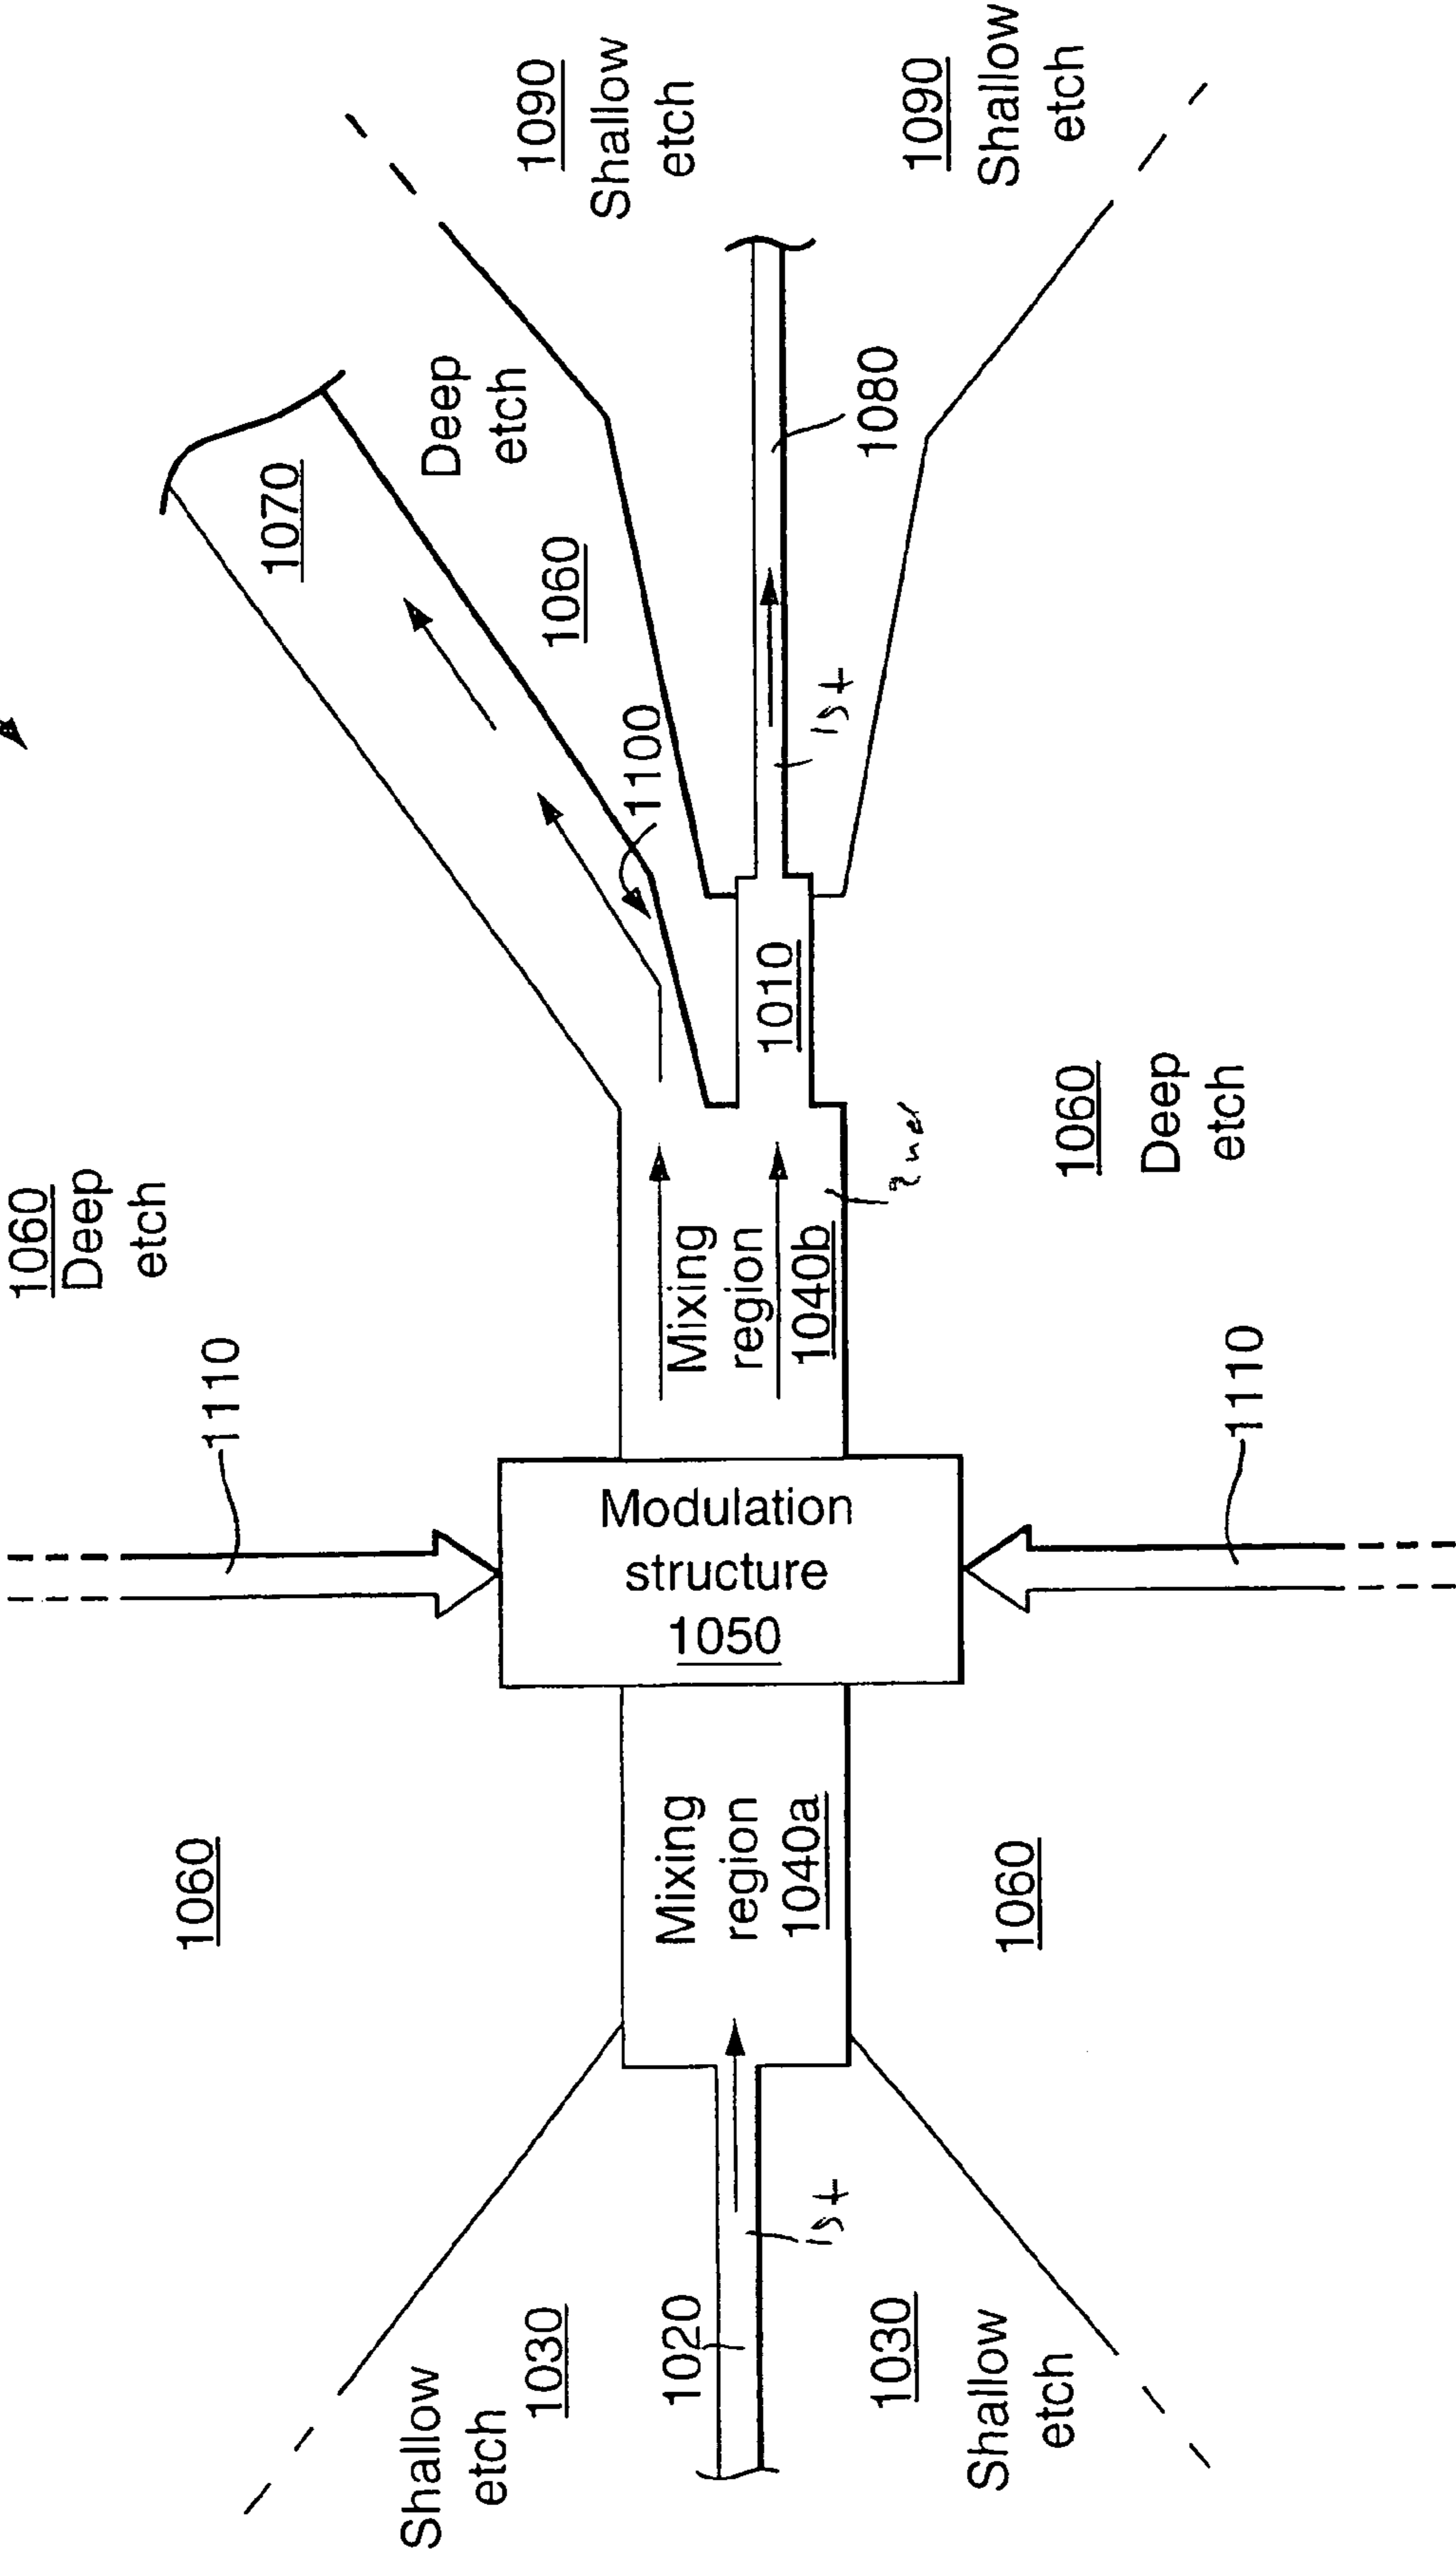 1090
Shallow
etch
1090
Shallow
etch
Deep
etch
1070
1060
1080
1100
1st
1010
1060
Deep
etch
1060
Deep
etch
2nd
Mixing
region
1040b
1110
1110
Modulation
structure
1050
1060
Mixing
region
1040a
1060
1st
1020
1030
1030
Shallow
etch
Shallow
etch